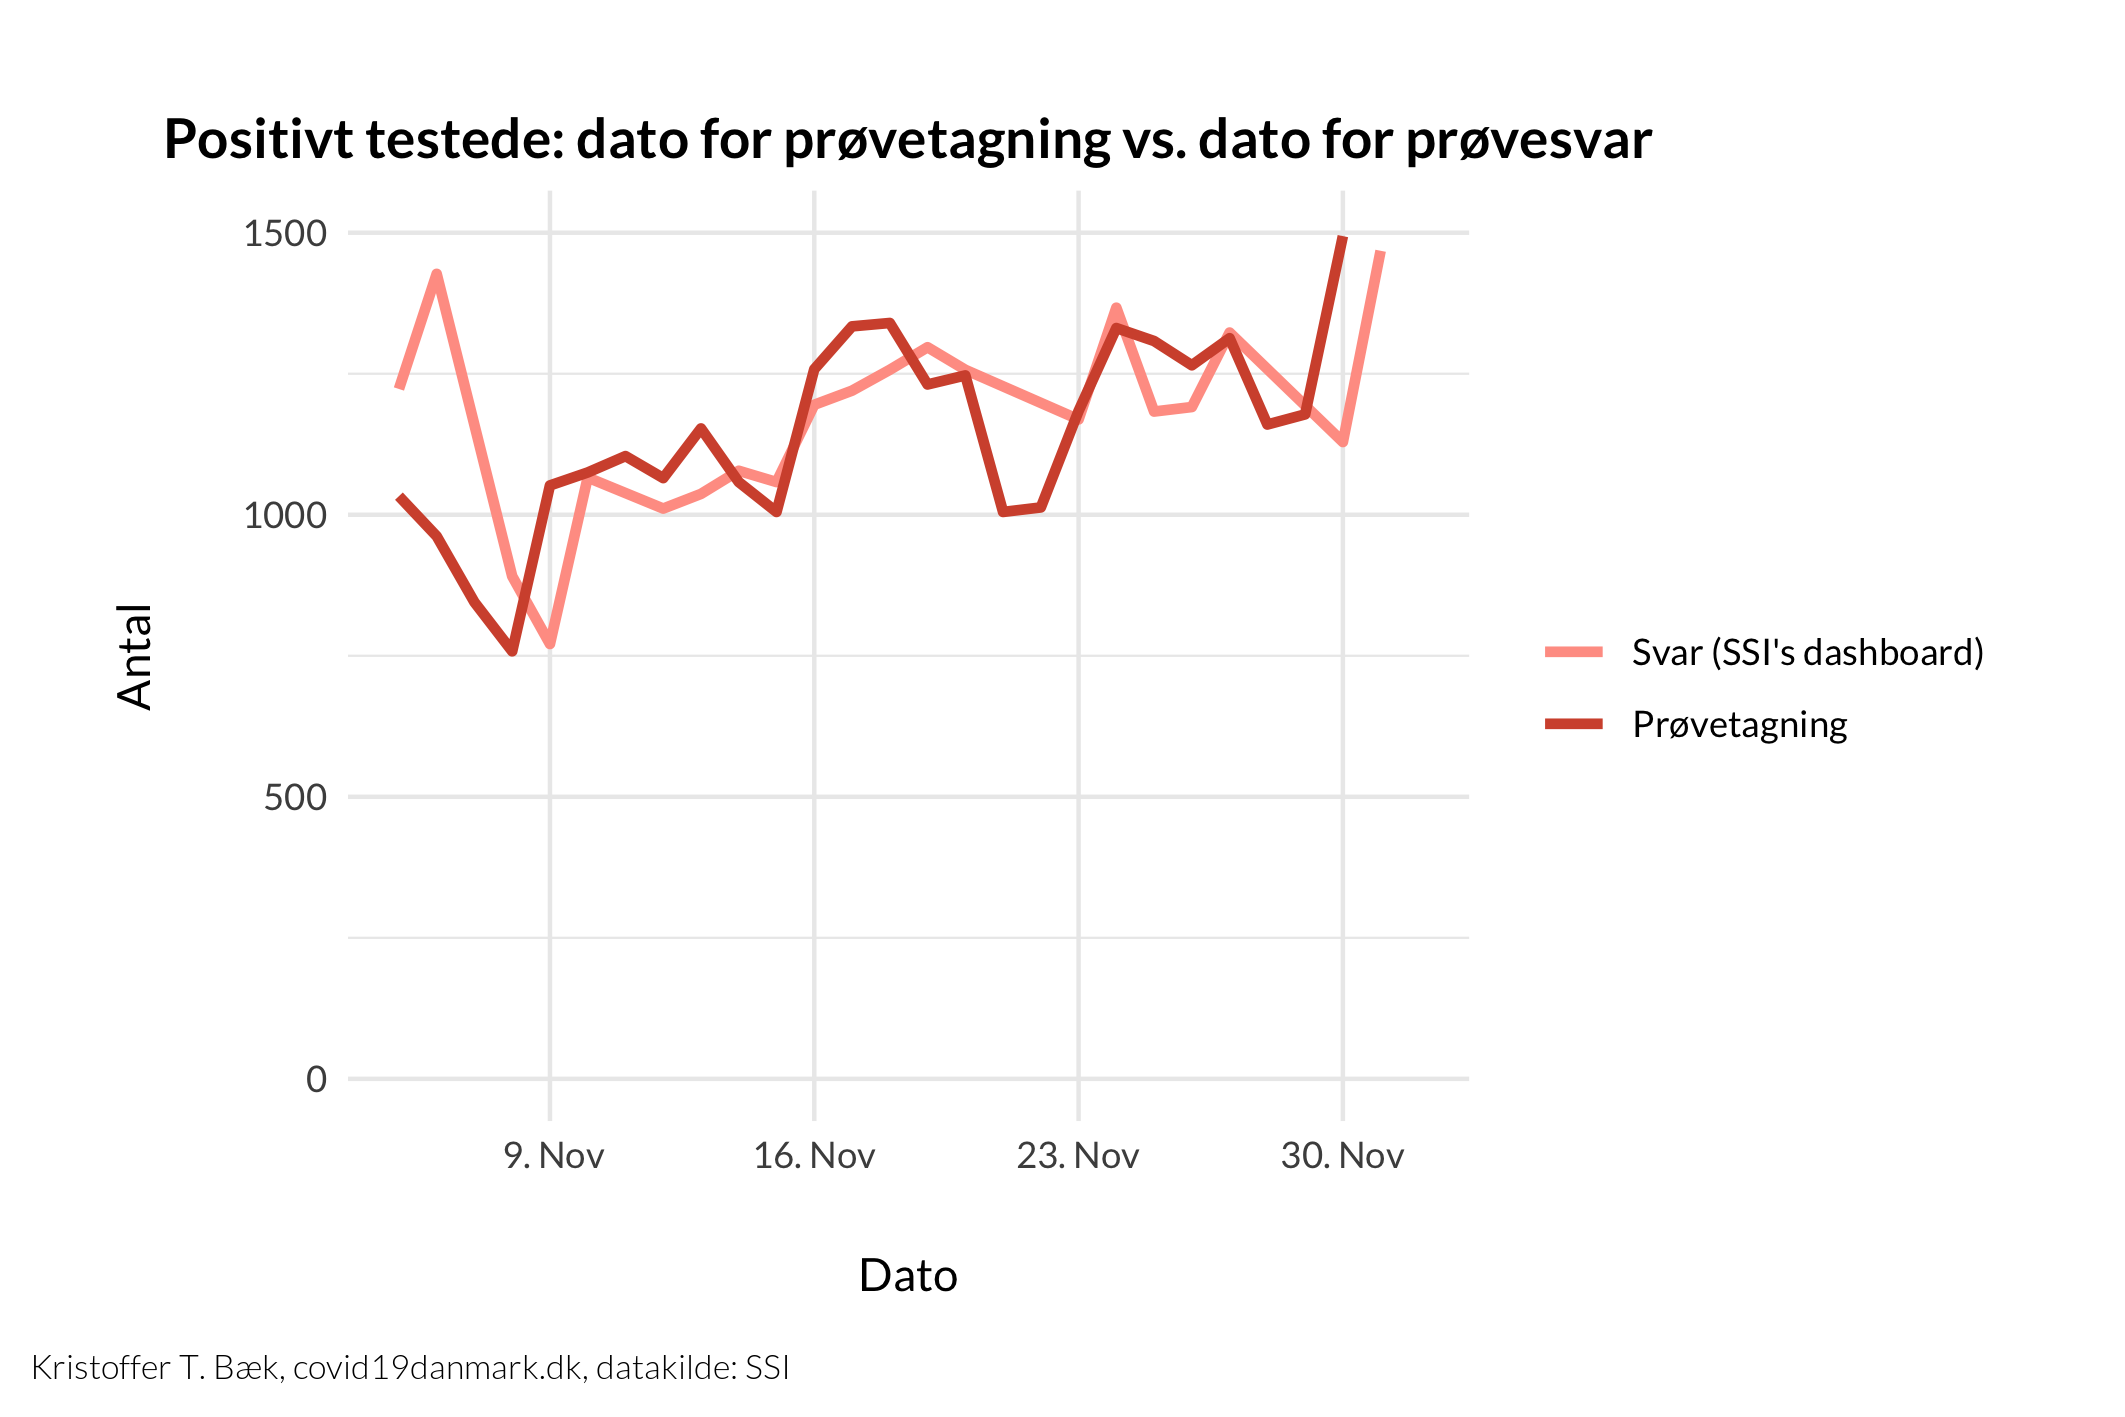 Positivt testede: dato for prøvetagning vs. dato for prøvesvar
1500
1000
500
0
Antal
9. Nov
16. Nov
23. Nov
30. Nov
Dato
Svar (SSI's dashboard)
Prøvetagning
Kristoffer T. Bæk, covid19danmark.dk, datakilde: SSI